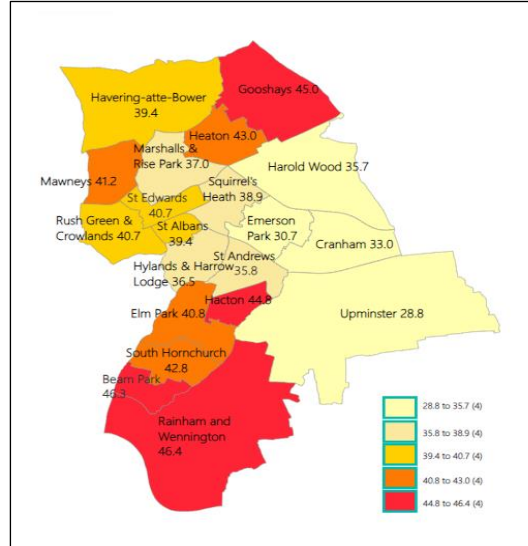 Gooshays 45.0
Havering-atte-Bower
39.4
Heaton 43.0
Marshalls &
Rise Park 37.0
Harold Wood 35.7
Mawneys 41.2
Squirrel's
Heath 38.9
St Edwards
40.7
Rush Green &
Crowlands 40.7
St Albans
39.4
Emerson
Park 30.7
Cranham 33.0
St Andrews
35.8
Hylands & Harrow
Lodge 36.5
Hacton 44.8
Elm Park 40.8
Upminster 28.8
South Hornchurch
42.8
Beam Park
46.3
Rainham and
Wennington
46.4
28.8 to 35.7 (4)
35.8 to 38.9 (4)
39.4 to 40.7 (4)
40.8 to 43.0 (4)
44.8 to 46.4 (4)